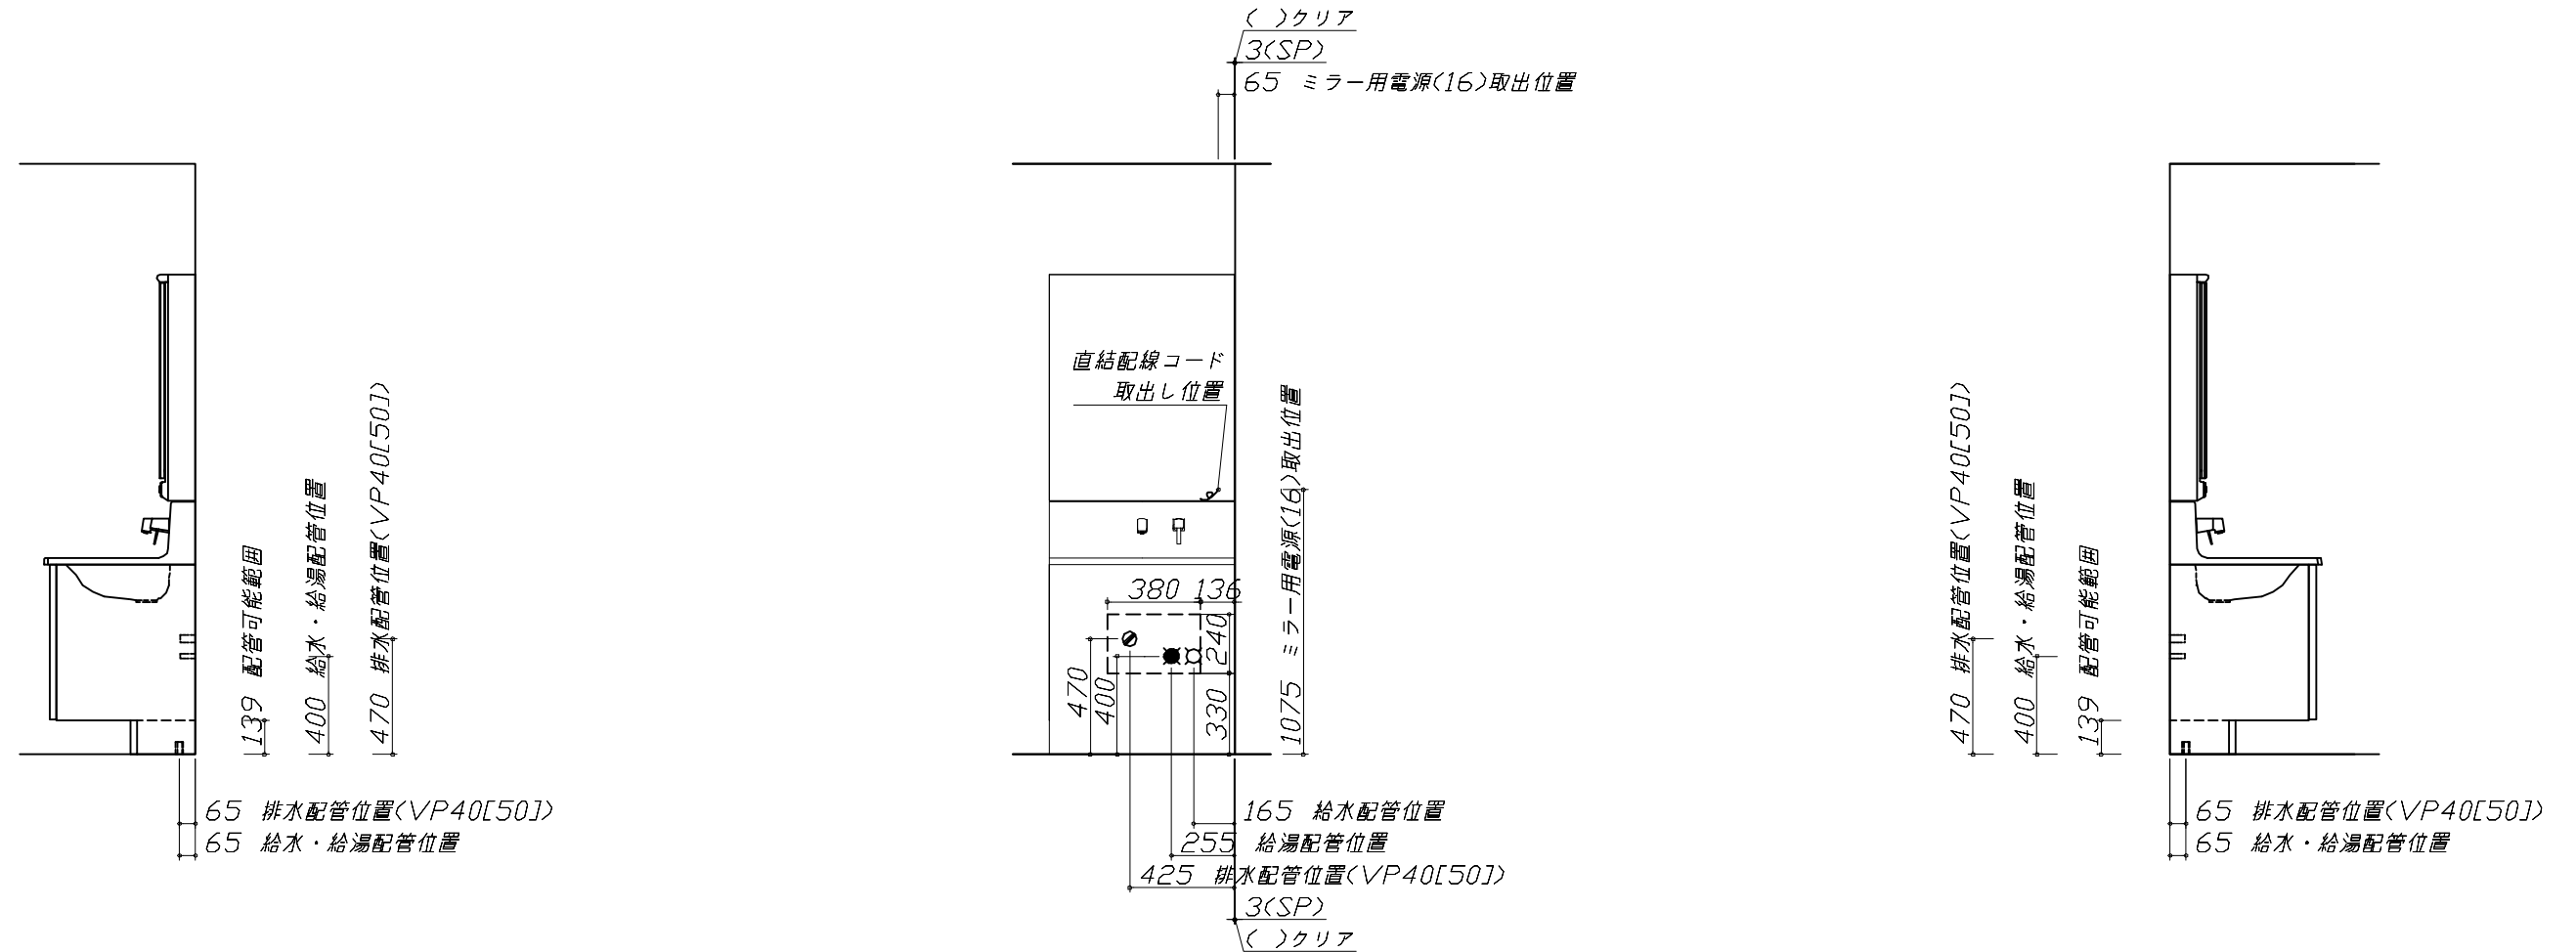 ( )クリア
3(SP)
65 ミラー用電源(16)取出位置
直結配線コード
取出し位置
139 配管可能範囲
400 給水・給湯配管位置
470 排水配管位置(VP40[50])
65 排水配管位置(VP40[50])
65 給水・給湯配管位置
380
136
240
330
470
400
1075 ミラー用電源(16)取出位置
165 給水配管位置
255 給湯配管位置
425 排水配管位置(VP40[50])
3(SP)
( )クリア
470 排水配管位置(VP40[50])
400 給水・給湯配管位置
139 配管可能範囲
65 排水配管位置(VP40[50])
65 給水・給湯配管位置